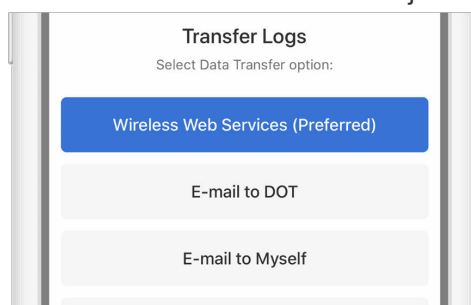 Transfer Logs
Select Data Transfer option:
Wireless Web Services (Preferred)
E-mail to DOT
E-mail to Myself